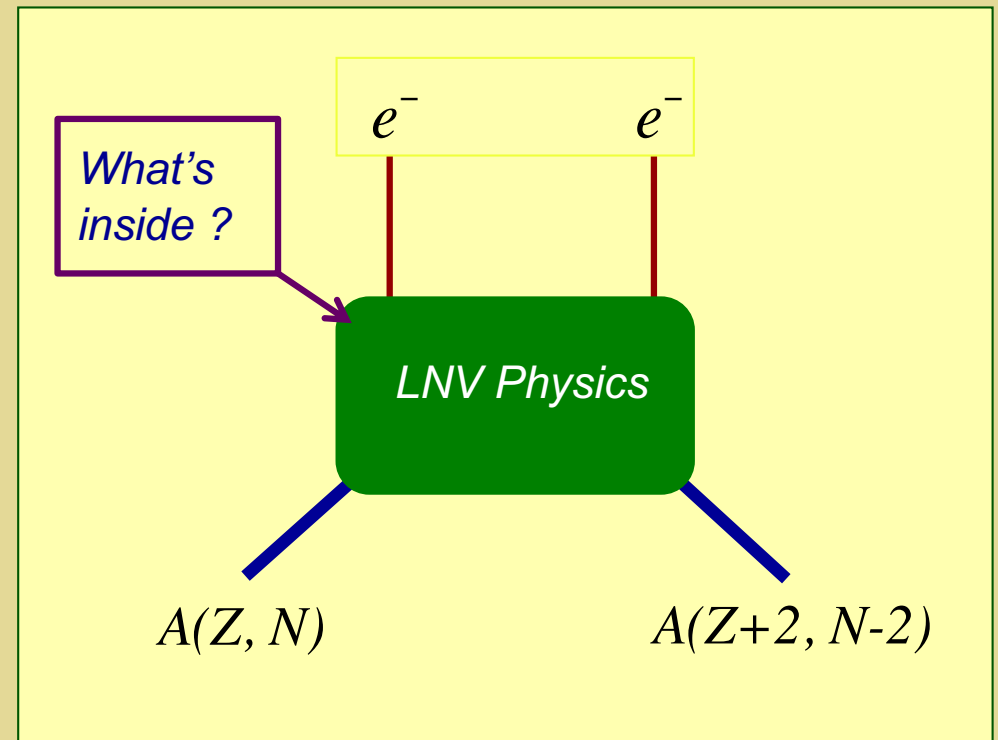 e⁻ e⁻
What's
inside ?
LNV Physics
A(Z, N) A(Z+2, N-2)